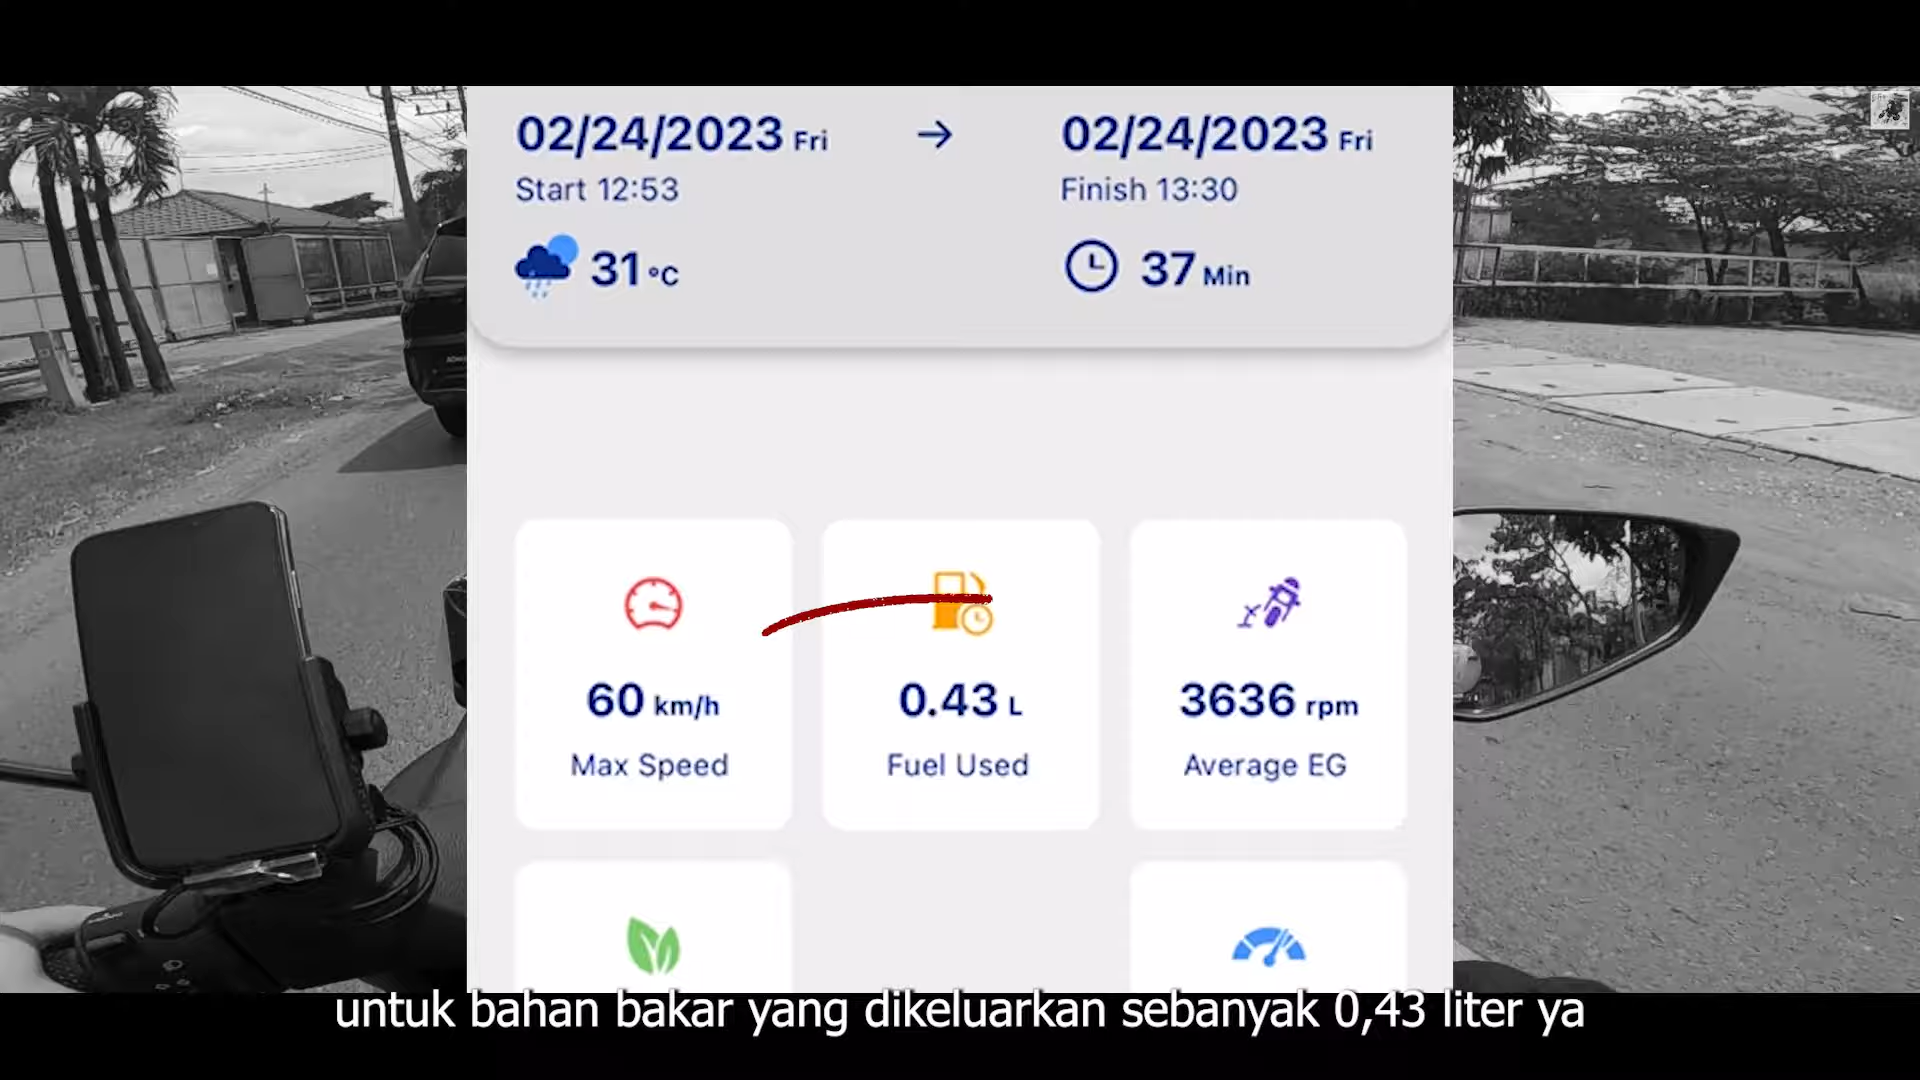 02/24/2023 Fri → 02/24/2023 Fri
Start 12:53 Finish 13:30
31 °C 37 Min
60 km/h 0.43 L 3636 rpm
Max Speed Fuel Used Average EG
untuk bahan bakar yang dikeluarkan sebanyak 0,43 liter ya